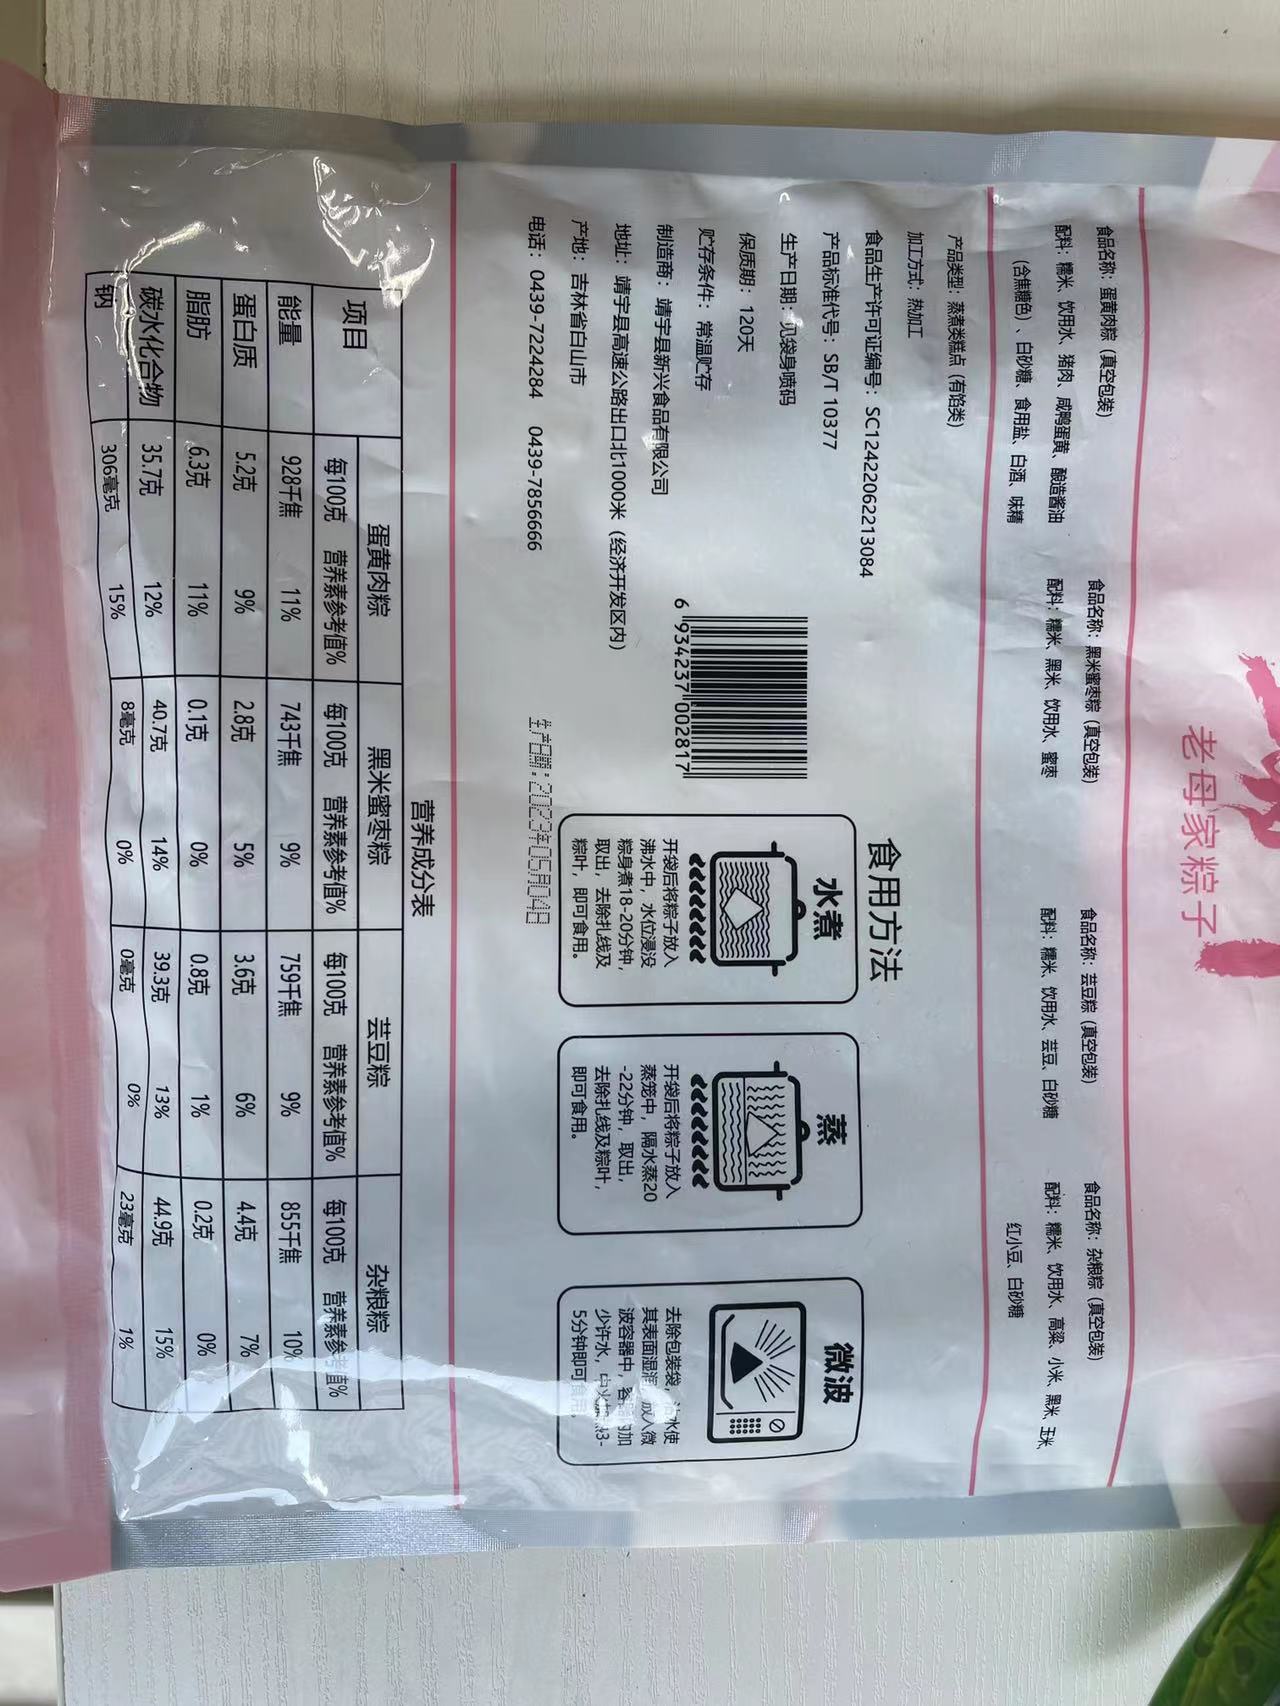 老母家粽子
食品名称：蛋黄肉粽（真空包装）
配料：糯米、饮用水、猪肉、咸鸭蛋黄、酿造酱油
（含焦糖色）、白砂糖、食用盐、白酒、味精
食品名称：黑米蜜枣粽（真空包装）
配料：糯米、黑米、饮用水、蜜枣
食品名称：芸豆粽（真空包装）
配料：糯米、饮用水、芸豆、白砂糖
食品名称：杂粮粽（真空包装）
配料：糯米、饮用水、高粱、小米、黑米、玉米
红小豆、白砂糖
产品类型：蒸煮类糕点（有馅类）
加工方式：热加工
食品生产许可证编号：SC12422062213084
产品标准代号：SB/T 10377
生产日期：见袋身喷码
保质期：120天
贮存条件：常温贮存
制造商：靖宇县新兴食品有限公司
地址：靖宇县高速公路出口北1000米（经济开发区内）
产地：吉林省白山市
电话：0439-7224284 0439-7856666
6 934237 002817
生产日期：2023年05月04日
食用方法
水煮
开袋后将粽子放入
沸水中，水位浸没
粽身煮18-20分钟，
取出，去除扎线及
粽叶，即可食用。
蒸
开袋后将粽子放入
蒸笼中，隔水蒸20
-22分钟，取出，
去除扎线及粽叶，
即可食用。
微波
去除包装袋，沾水使
其表面湿润，放入微
波容器中，容器内加
少许水，中火加热3-
5分钟即可食用。
营养成分表
项目 蛋黄肉粽 黑米蜜枣粽 芸豆粽 杂粮粽
每100克 营养素参考值% 每100克 营养素参考值% 每100克 营养素参考值% 每100克 营养素参考值%
能量 928千焦 11% 743千焦 9% 759千焦 9% 855千焦 10%
蛋白质 5.2克 9% 2.8克 5% 3.6克 6% 4.4克 7%
脂肪 6.3克 11% 0.1克 0% 0.8克 1% 0.2克 0%
碳水化合物 35.7克 12% 40.7克 14% 39.3克 13% 44.9克 15%
钠 306毫克 15% 8毫克 0% 0毫克 0% 23毫克 1%